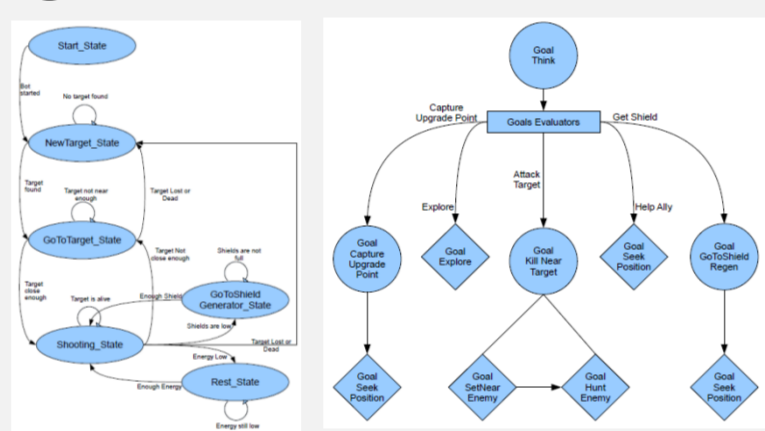 Start_State
Bot
started
No target found
NewTarget_State
Target
found
Target not near
enough
Target Lost or
Dead
GoToTarget_State
Target Not
close enough
Shields are not
full
Target
close
enough
Target is alive
Enough Shield
GoToShield
Generator_State
Shields are low
Shooting_State
Target Lost or
Dead
Energy Low
Rest_State
Enough Energy
Energy still low
Goal
Think
Capture
Upgrade Point
Goals Evaluators
Get Shield
Attack
Target
Explore
Help Ally
Goal
Capture
Upgrade
Point
Goal
Explore
Goal
Kill Near
Target
Goal
Seek
Position
Goal
GoToShield
Regen
Goal
Seek
Position
Goal
SetNear
Enemy
Goal
Hunt
Enemy
Goal
Seek
Position